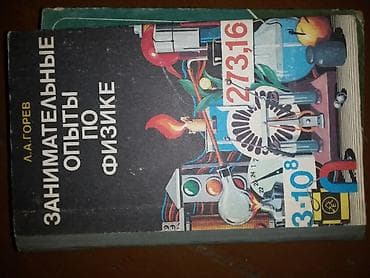 Л.А.ГОРЕВ
ЗАНИМАТЕЛЬНЫЕ
ОПЫТЫ
ПО
ФИЗИКЕ
273,16
3·10⁸